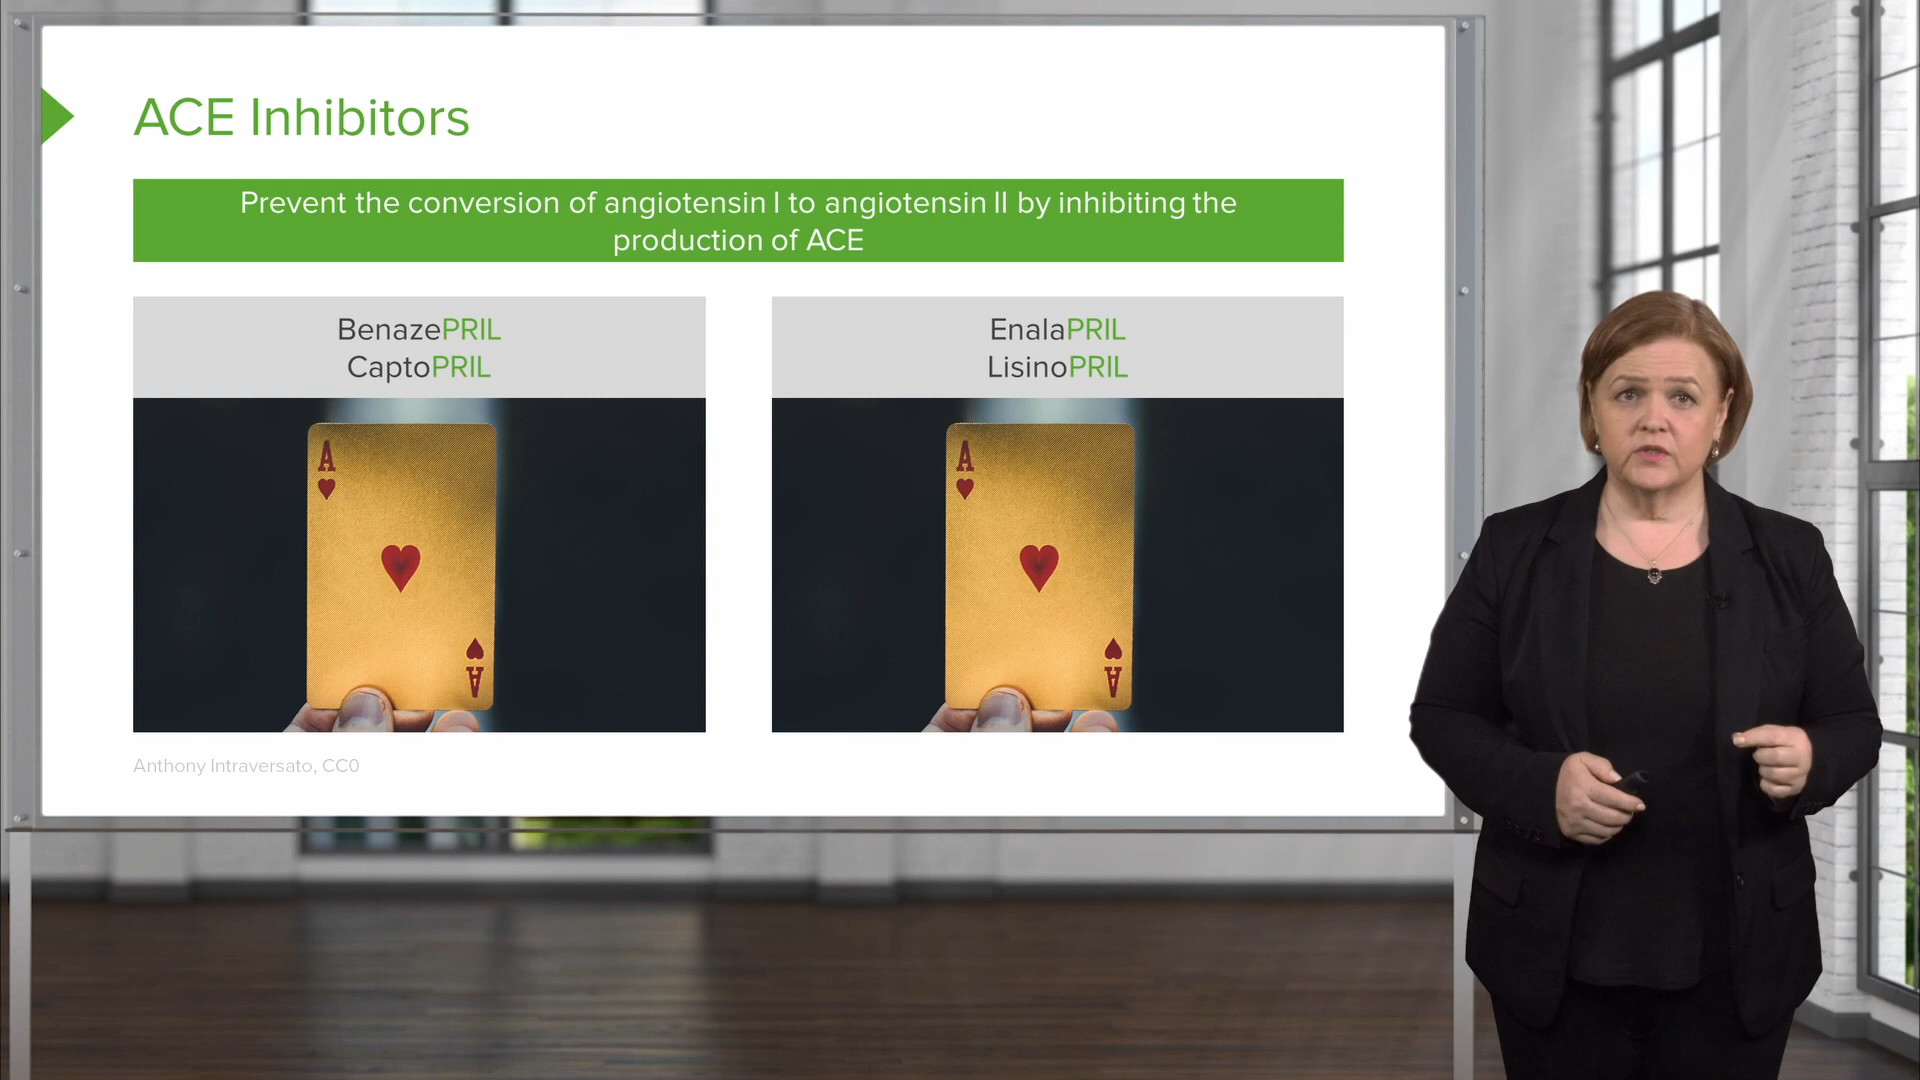 ACE Inhibitors
Prevent the conversion of angiotensin I to angiotensin II by inhibiting the
production of ACE
BenazePRIL
CaptoPRIL
EnalaPRIL
LisinoPRIL
A
A
A
A
Anthony Intraversato, CC0